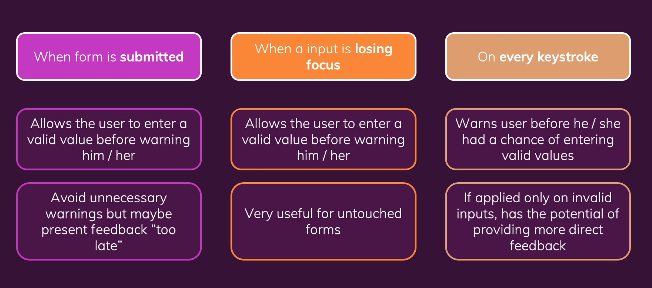 When form is submitted
When a input is losing
focus
On every keystroke
Allows the user to enter a
valid value before warning
him / her
Allows the user to enter a
valid value before warning
him / her
Warns user before he / she
had a chance of entering
valid values
Avoid unnecessary
warnings but maybe
present feedback “too
late”
Very useful for untouched
forms
If applied only on invalid
inputs, has the potential of
providing more direct
feedback